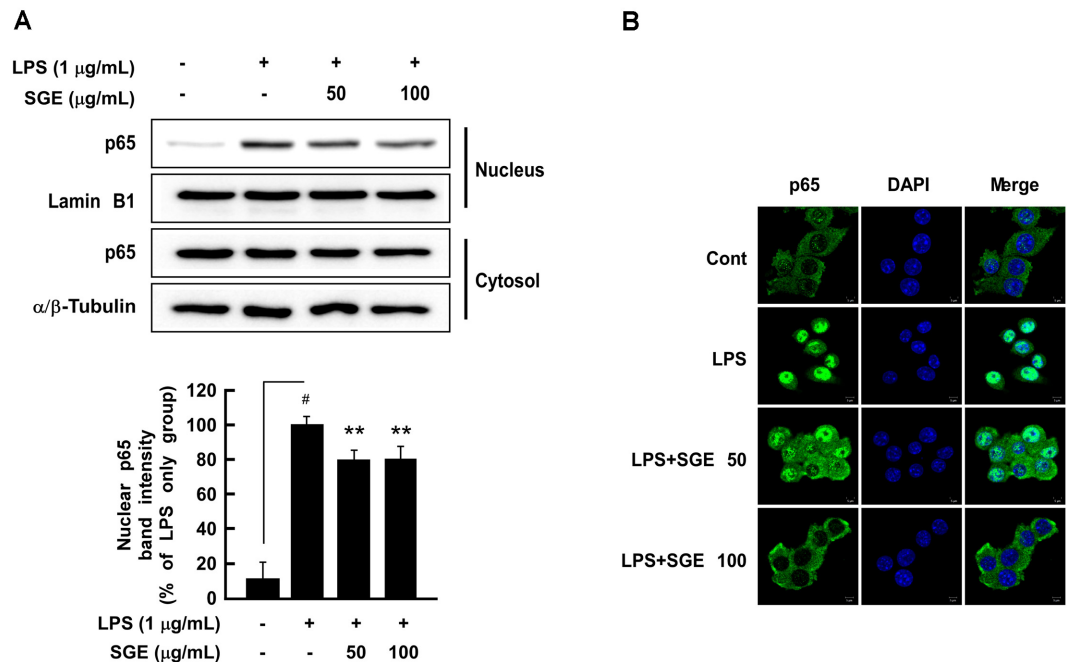 A
LPS (1 μg/mL) - + + +
SGE (μg/mL) - - 50 100
p65
Lamin B1
Nucleus
p65
α/β-Tubulin
Cytosol
Nuclear p65
band intensity
(% of LPS only group)
120
100
80
60
40
20
0
#
**
**
LPS (1 μg/mL) - + + +
SGE (μg/mL) - - 50 100
B
p65 DAPI Merge
Cont
LPS
LPS+SGE 50
LPS+SGE 100